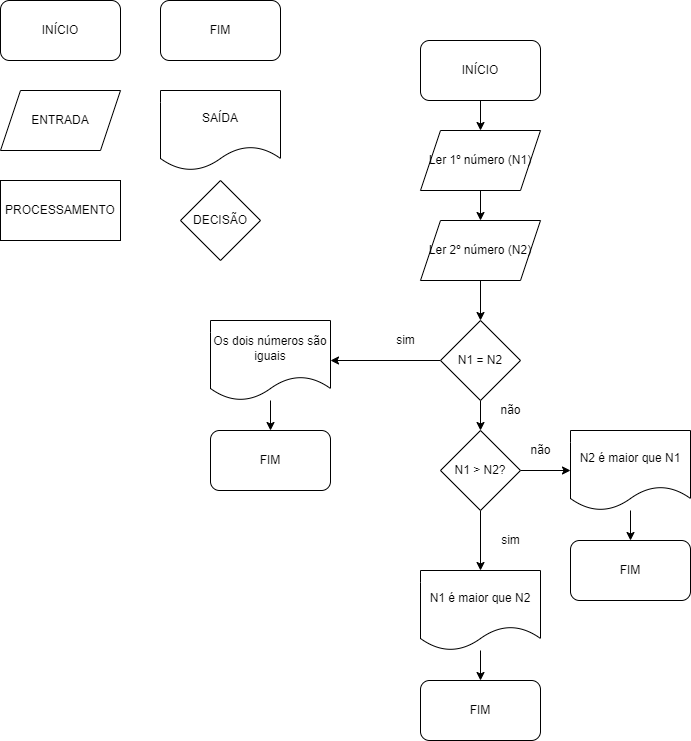 INÍCIO
FIM
ENTRADA
SAÍDA
PROCESSAMENTO
DECISÃO
INÍCIO
Ler 1º número (N1)
Ler 2º número (N2)
N1 = N2
sim
Os dois números são
iguais
FIM
não
N1 > N2?
não
N2 é maior que N1
FIM
sim
N1 é maior que N2
FIM